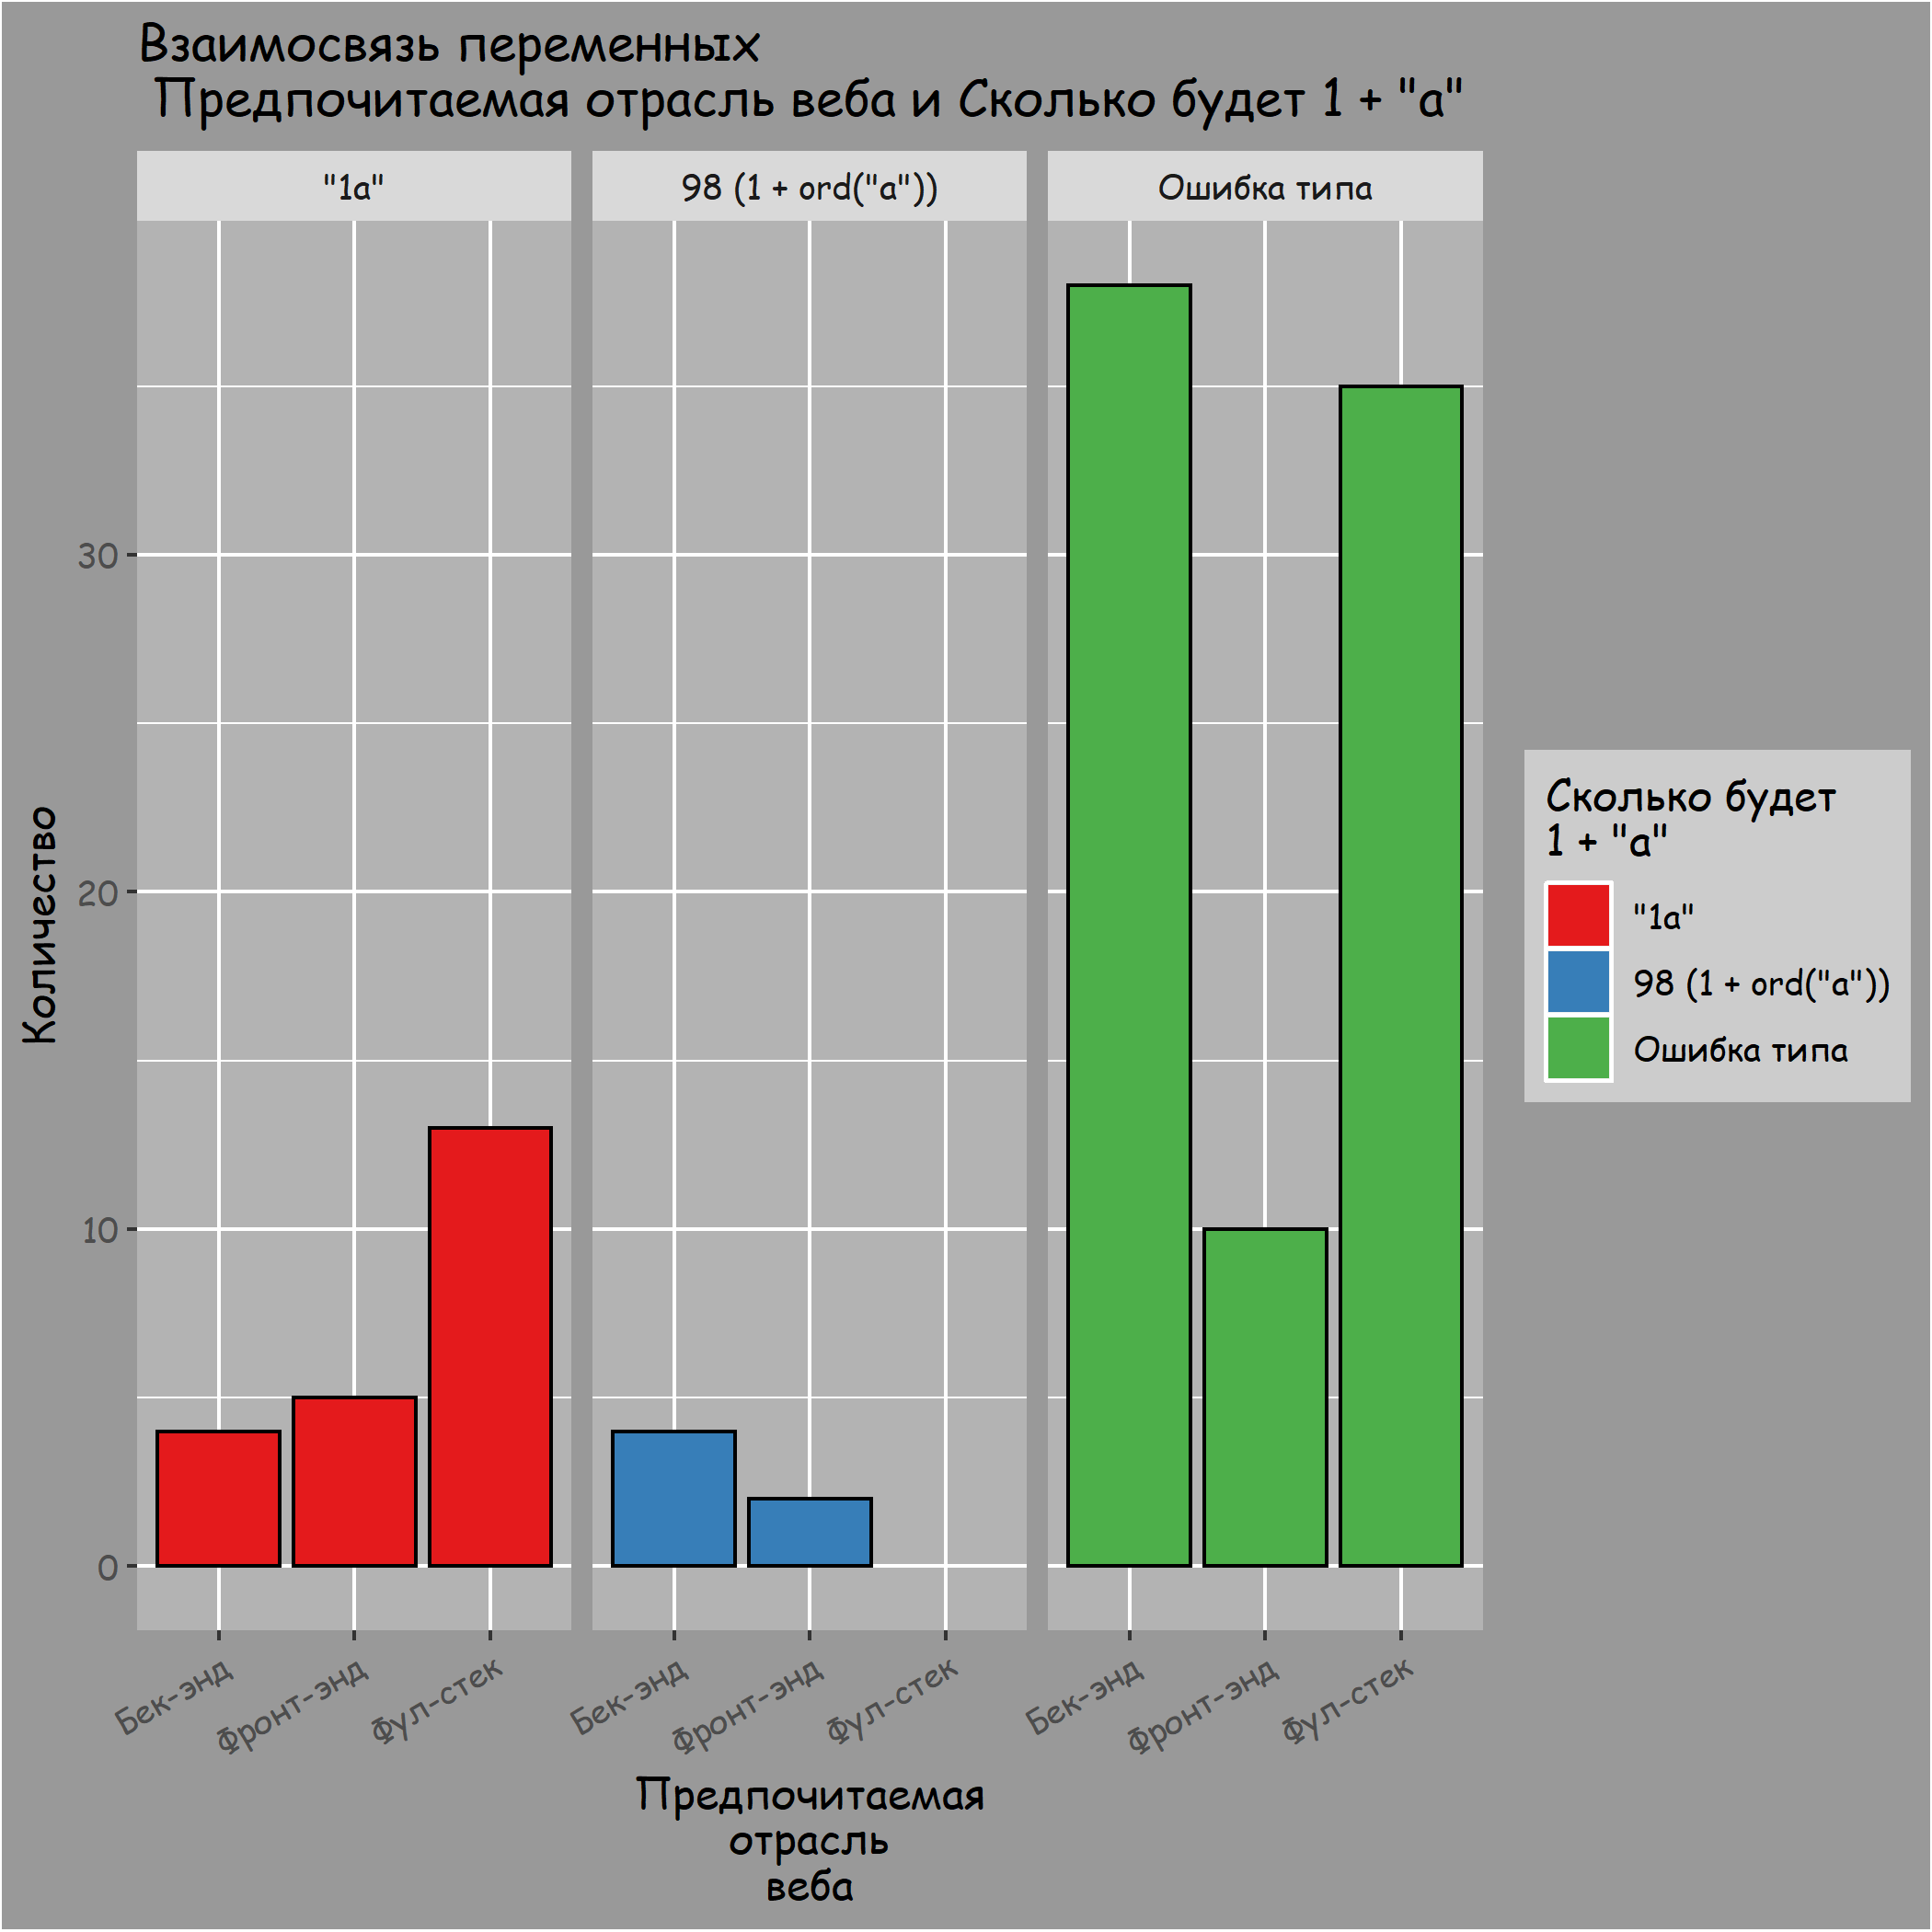 Взаимосвязь переменных
Предпочитаемая отрасль веба и Сколько будет 1 + "a"
"1a"
98 (1 + ord("a"))
Ошибка типа
Количество
30
20
10
0
Бек-энд
Фронт-энд
Фул-стек
Бек-энд
Фронт-энд
Фул-стек
Бек-энд
Фронт-энд
Фул-стек
Предпочитаемая
отрасль
веба
Сколько будет
1 + "a"
"1a"
98 (1 + ord("a"))
Ошибка типа